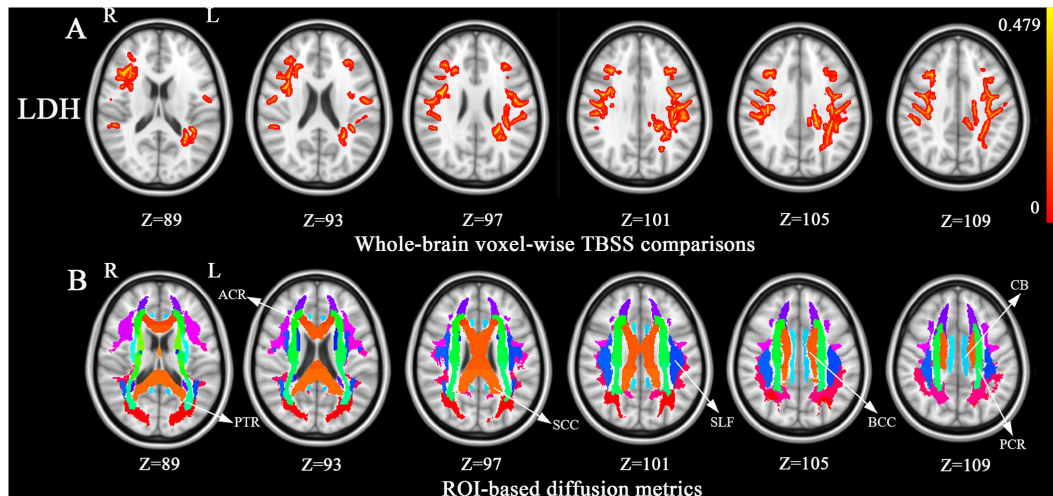 A
R L
0.479
LDH
0
Z=89 Z=93 Z=97 Z=101 Z=105 Z=109
Whole-brain voxel-wise TBSS comparisons
B
R L
ACR
CB
PTR
SCC
SLF
BCC
PCR
Z=89 Z=93 Z=97 Z=101 Z=105 Z=109
ROI-based diffusion metrics